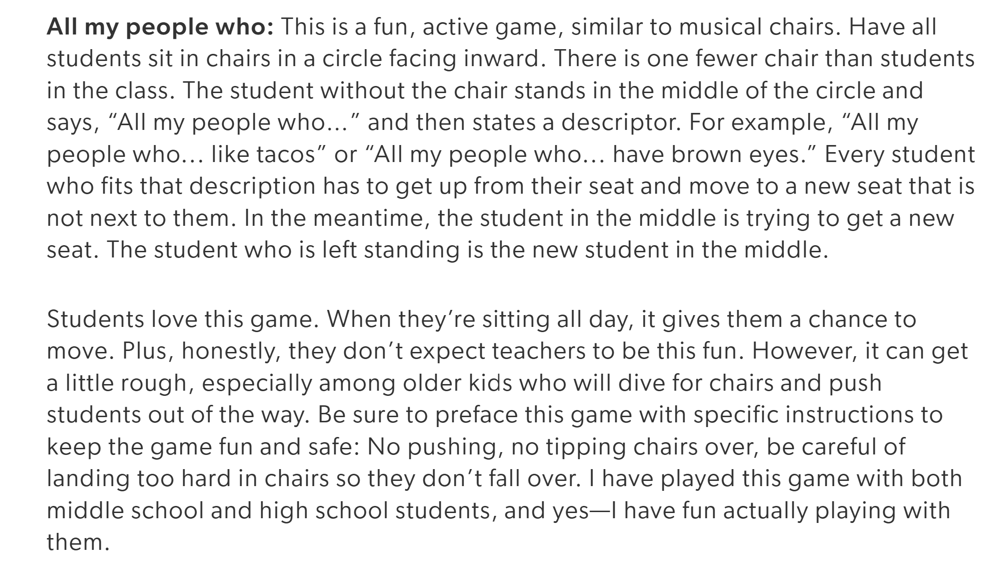 All my people who: This is a fun, active game, similar to musical chairs. Have all
students sit in chairs in a circle facing inward. There is one fewer chair than students
in the class. The student without the chair stands in the middle of the circle and
says, “All my people who…” and then states a descriptor. For example, “All my
people who… like tacos” or “All my people who… have brown eyes.” Every student
who fits that description has to get up from their seat and move to a new seat that is
not next to them. In the meantime, the student in the middle is trying to get a new
seat. The student who is left standing is the new student in the middle.
Students love this game. When they’re sitting all day, it gives them a chance to
move. Plus, honestly, they don’t expect teachers to be this fun. However, it can get
a little rough, especially among older kids who will dive for chairs and push
students out of the way. Be sure to preface this game with specific instructions to
keep the game fun and safe: No pushing, no tipping chairs over, be careful of
landing too hard in chairs so they don’t fall over. I have played this game with both
middle school and high school students, and yes—I have fun actually playing with
them.